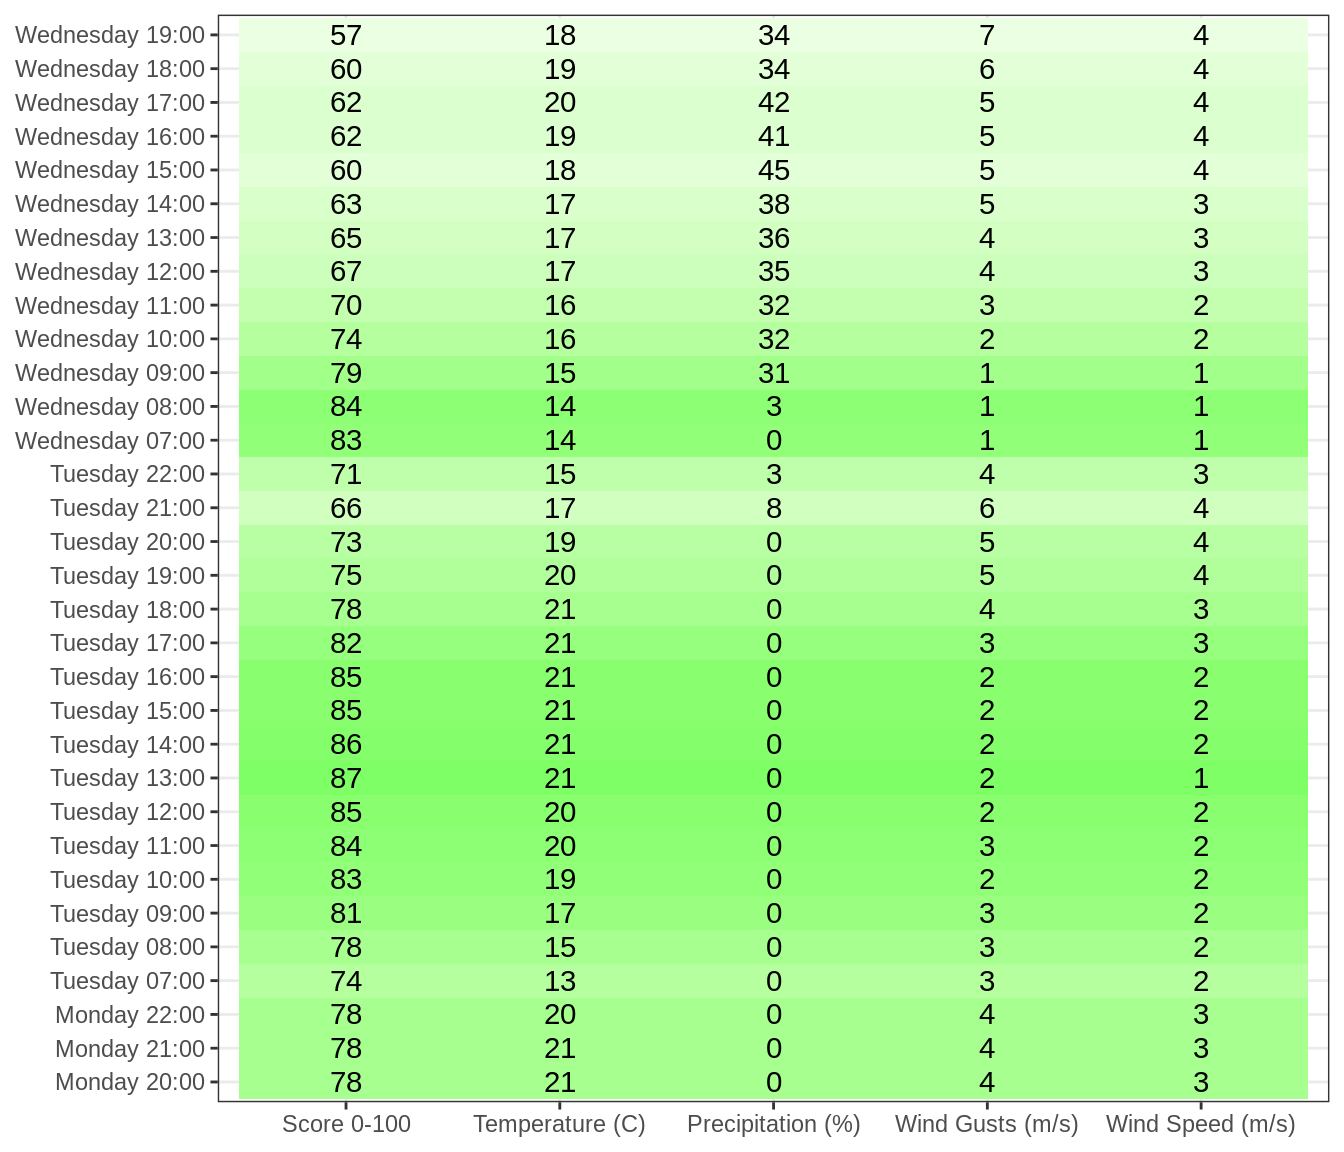 Wednesday 19:00 57 18 34 7 4
Wednesday 18:00 60 19 34 6 4
Wednesday 17:00 62 20 42 5 4
Wednesday 16:00 62 19 41 5 4
Wednesday 15:00 60 18 45 5 4
Wednesday 14:00 63 17 38 5 3
Wednesday 13:00 65 17 36 4 3
Wednesday 12:00 67 17 35 4 3
Wednesday 11:00 70 16 32 3 2
Wednesday 10:00 74 16 32 2 2
Wednesday 09:00 79 15 31 1 1
Wednesday 08:00 84 14 3 1 1
Wednesday 07:00 83 14 0 1 1
Tuesday 22:00 71 15 3 4 3
Tuesday 21:00 66 17 8 6 4
Tuesday 20:00 73 19 0 5 4
Tuesday 19:00 75 20 0 5 4
Tuesday 18:00 78 21 0 4 3
Tuesday 17:00 82 21 0 3 3
Tuesday 16:00 85 21 0 2 2
Tuesday 15:00 85 21 0 2 2
Tuesday 14:00 86 21 0 2 2
Tuesday 13:00 87 21 0 2 1
Tuesday 12:00 85 20 0 2 2
Tuesday 11:00 84 20 0 3 2
Tuesday 10:00 83 19 0 2 2
Tuesday 09:00 81 17 0 3 2
Tuesday 08:00 78 15 0 3 2
Tuesday 07:00 74 13 0 3 2
Monday 22:00 78 20 0 4 3
Monday 21:00 78 21 0 4 3
Monday 20:00 78 21 0 4 3
Score 0-100 Temperature (C) Precipitation (%) Wind Gusts (m/s) Wind Speed (m/s)